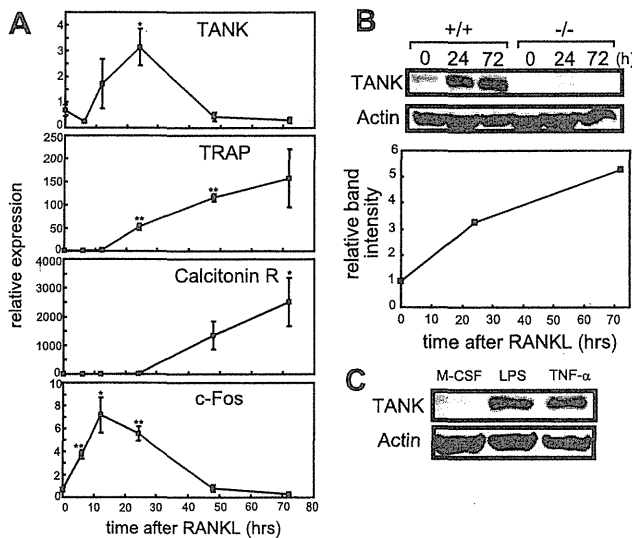 A
TANK
4
3
2
1
0
*
TRAP
250
200
150
100
50
0
**
**
Calcitonin R
4000
3000
2000
1000
0
*
c-Fos
10
8
6
4
2
0
**
*
**
0 10 20 30 40 50 60 70 80
time after RANKL (hrs)
relative expression
B
+/+ -/-
0 24 72 0 24 72 (h)
TANK
Actin
6
5
4
3
2
1
0
relative band intensity
0 10 20 30 40 50 60 70
time after RANKL (hrs)
C
M-CSF LPS TNF-α
TANK
Actin